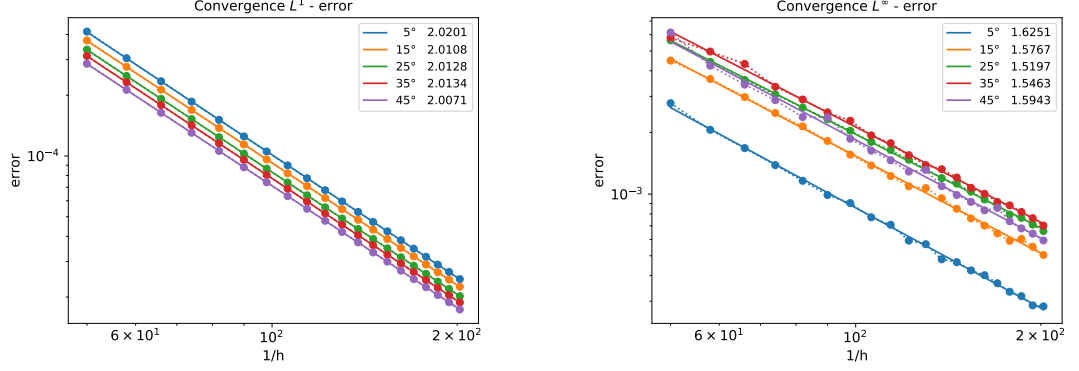 Convergence L¹ - error
5° 2.0201
15° 2.0108
25° 2.0128
35° 2.0134
45° 2.0071
10⁻⁴
error
6 × 10¹
10²
2 × 10²
1/h
Convergence L∞ - error
5° 1.6251
15° 1.5767
25° 1.5197
35° 1.5463
45° 1.5943
10⁻³
error
6 × 10¹
10²
2 × 10²
1/h